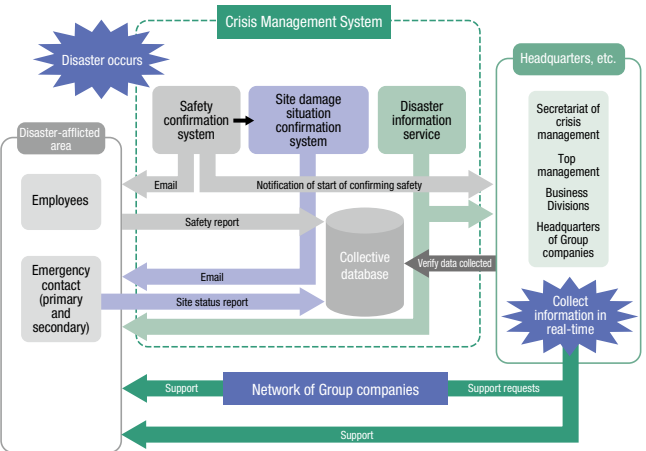 Crisis Management System
Disaster occurs
Headquarters, etc.
Safety
confirmation
system
Site damage
situation
confirmation
system
Disaster
information
service
Secretariat of
crisis
management
Top
management
Business
Divisions
Headquarters
of Group
companies
Disaster-afflicted
area
Employees
Email
Notification of start of confirming safety
Safety report
Collective
database
Verify data collected
Emergency
contact
(primary
and
secondary)
Email
Site status report
Collect
information in
real-time
Support
Network of Group companies
Support requests
Support